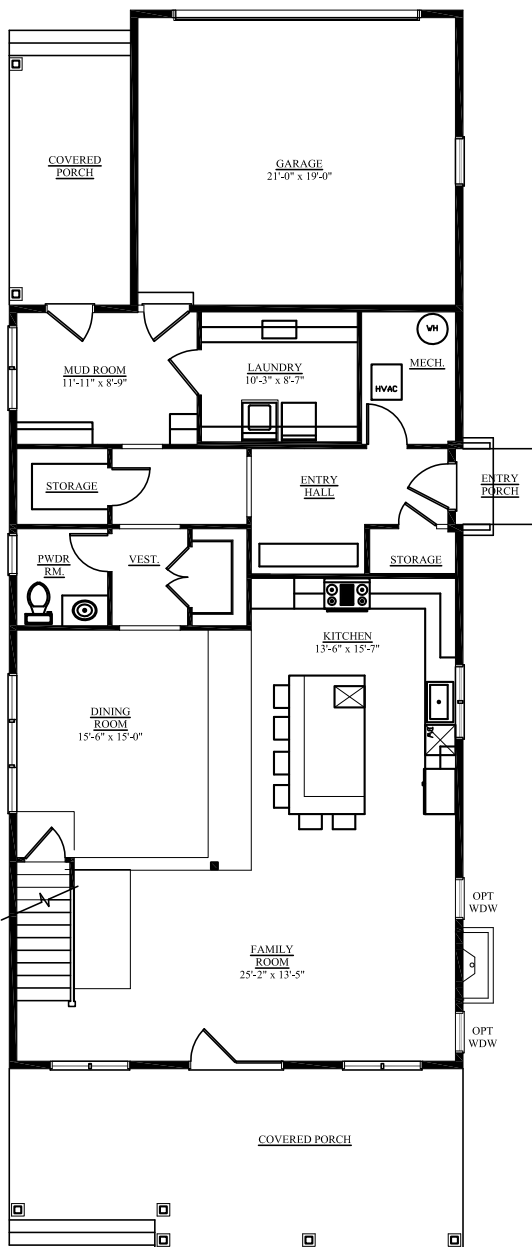 COVERED
PORCH
GARAGE
21'-0" x 19'-0"
MUD ROOM
11'-11" x 8'-9"
LAUNDRY
10'-3" x 8'-7"
WH
MECH.
HVAC
STORAGE
ENTRY
HALL
ENTRY
PORCH
PWDR
RM.
VEST.
STORAGE
KITCHEN
13'-6" x 15'-7"
DINING
ROOM
15'-6" x 15'-0"
OPT
WDW
FAMILY
ROOM
25'-2" x 13'-5"
OPT
WDW
COVERED PORCH